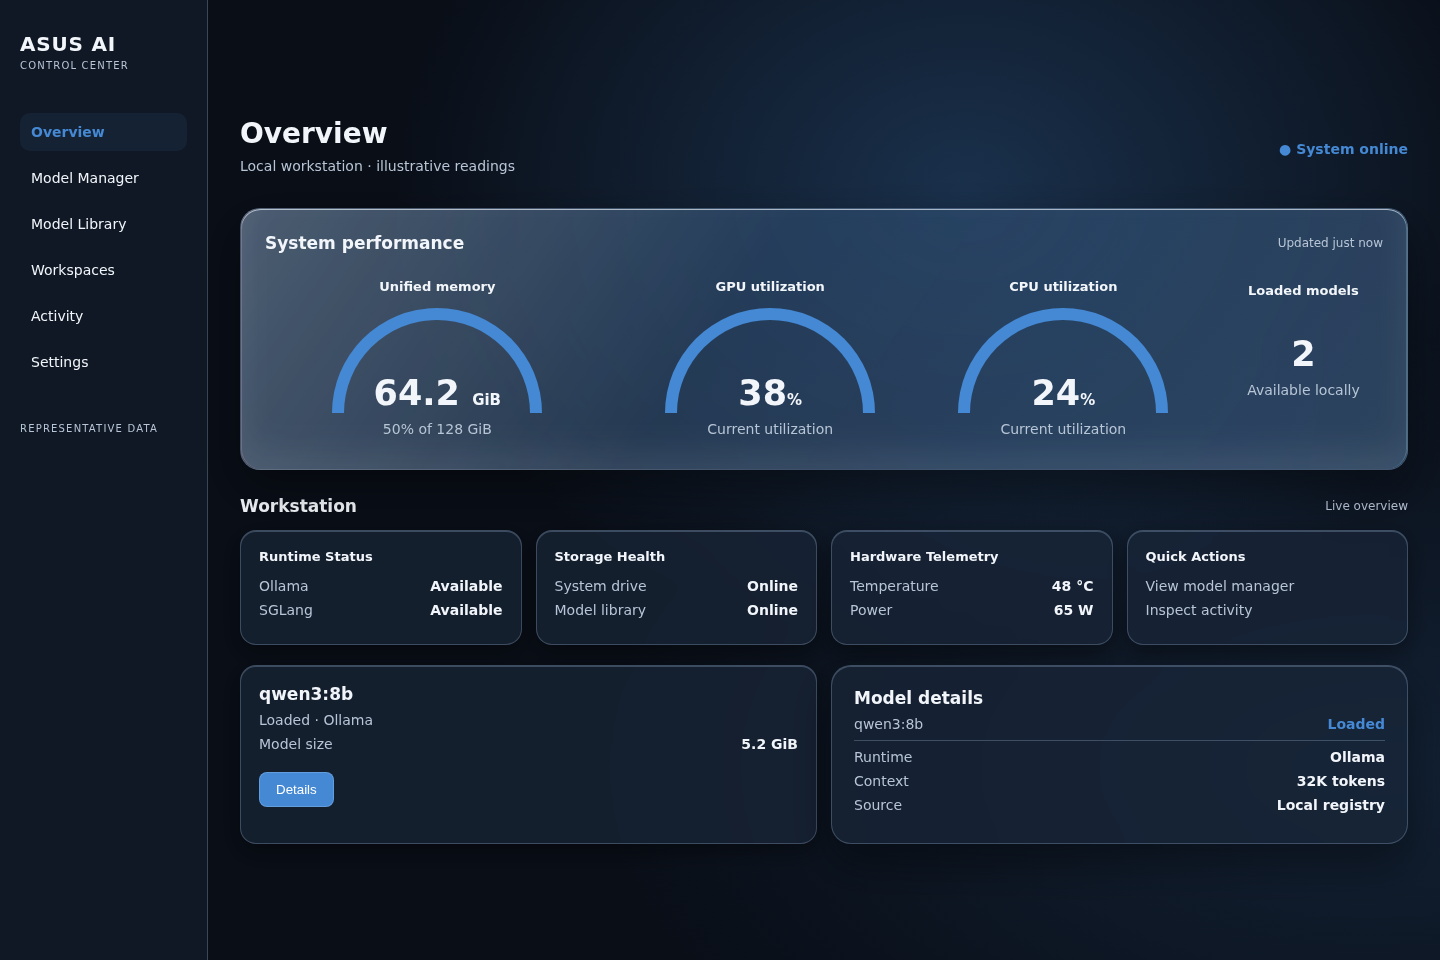 ASUS AI
CONTROL CENTER
Overview
Model Manager
Model Library
Workspaces
Activity
Settings
REPRESENTATIVE DATA
Overview
Local workstation · illustrative readings
● System online
System performance
Updated just now
Unified memory
64.2 GiB
50% of 128 GiB
GPU utilization
38%
Current utilization
CPU utilization
24%
Current utilization
Loaded models
2
Available locally
Workstation
Live overview
Runtime Status
Ollama Available
SGLang Available
Storage Health
System drive Online
Model library Online
Hardware Telemetry
Temperature 48 °C
Power 65 W
Quick Actions
View model manager
Inspect activity
qwen3:8b
Loaded · Ollama
Model size 5.2 GiB
Details
Model details
qwen3:8b Loaded
Runtime Ollama
Context 32K tokens
Source Local registry